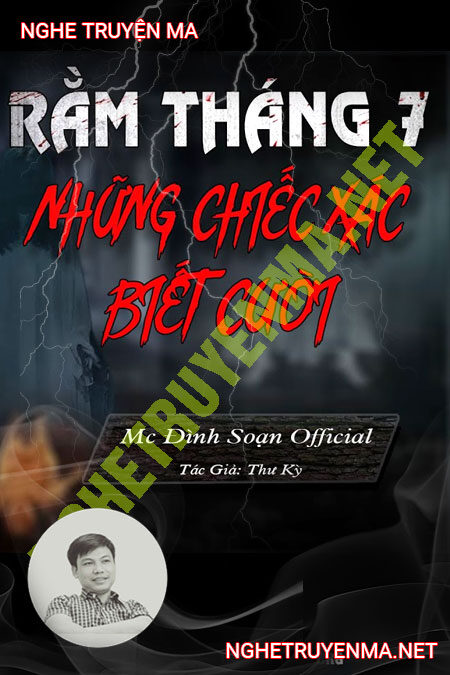 NGHE TRUYỆN MA
RẰM THÁNG 7
NHỮNG CHIẾC XÁC
BIẾT CƯỜI
NGHETRUYENMA.NET
Mc Đình Soạn Official
Tác Giả: Thư Kỳ
NGHETRUYENMA.NET